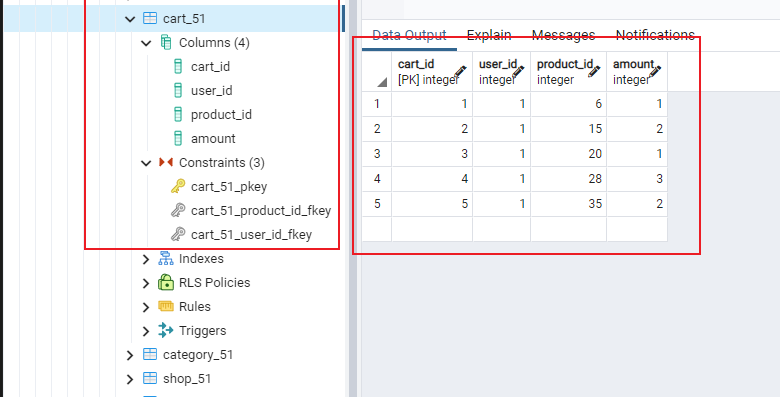 cart_51
Columns (4)
cart_id
user_id
product_id
amount
Constraints (3)
cart_51_pkey
cart_51_product_id_fkey
cart_51_user_id_fkey
Indexes
RLS Policies
Rules
Triggers
category_51
shop_51
Data Output Explain Messages Notifications
cart_id user_id product_id amount
[PK] integer integer integer integer
1 1 1 6 1
2 2 1 15 2
3 3 1 20 1
4 4 1 28 3
5 5 1 35 2